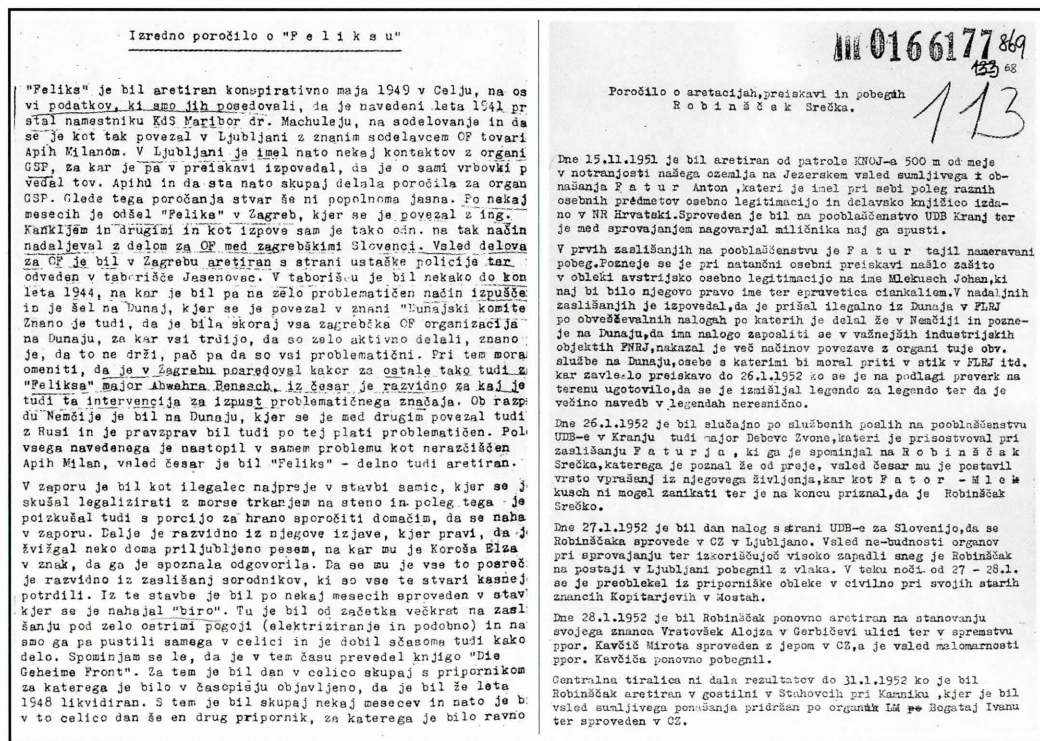 Izredno poročilo o "F e l i k s u"
"Feliks" je bil aretiran konspirativno maja 1949 v Celju, na os
vi podatkov, ki smo jih posedovali, da je navedeni leta 1941 pr
stal namestniku KdS Maribor dr. Machuleju, na sodelovanje in da
se je kot tak povezal v Ljubljani z znanim sodelavcem OF tovari
Apih Milanom. V Ljubljani je imel nato nekaj kontaktov z organi
GSP, za kar je pa v preiskavi izpovedal, da je o sami vrbovki p
vedal tov. Apihu in da sta nato skupaj delala poročila za organ
GSP. Glede tega poročanja stvar še ni popolnoma jasna. Po nekaj
mesecih je odšel "Feliks" v Zagreb, kjer se je povezal z ing.
Kankljem in drugimi in kot izpove sam je tako odn. na tak način
nadaljeval z delom za OF med zagrebškimi Slovenci. Vsled delova
za OF je bil v Zagrebu aretiran s strani ustaške policije ter
odveden v taborišče Jasenovac. V taborišču je bil nekako do kon
leta 1944, na kar je bil pa na zelo problematičen način izpušče
in je šel na Dunaj, kjer se je povezal v znani "Dunajski komite
Znano je tudi, da je bila skoraj vsa zagrebška OF organizacija
na Dunaju, za kar vsi trdijo, da so zelo aktivno delali, znano
je, da to ne drži, pač pa da so vsi problematični. Pri tem mora
omeniti, da je v Zagrebu posredoval kakor za ostale tako tudi z
"Feliksa" major Abwehra Benesch, iz česar je razvidno za kaj je
tudi ta intervencija za izpust problematičnega značaja. Ob razp
du Nemčije je bil na Dunaju, kjer se je med drugim povezal tudi
z Rusi in je pravzprav bil tudi po tej plati problematičen. Pol
vsega navedenega je nastopil v samem problemu kot nerazčiščen
Apih Milan, vsled česar je bil "Feliks" - delno tudi aretiran.
V zaporu je bil kot ilegalec najpreje v stavbi samic, kjer se j
skušal legalizirati z morse trkanjem na steno in poleg tega je
poizkušal tudi s porcijo za hrano sporočiti domačim, da se naha
v zaporu. Dalje je razvidno iz njegove izjave, kjer pravi, da j
žvižgal neko doma priljubljeno pesem, na kar mu je Koroša Elza
v znak, da ga je spoznala odgovorila. Da se mu je vse to posreč
je razvidno iz zaslišanj sorodnikov, ki so vse te stvari kasnej
potrdili. Iz te stavbe je bil po nekaj mesecih sproveden v stav
kjer se je nahajal "biro". Tu je bil od začetka večkrat na zasl
šanju pod zelo ostrimi pogoji (elektriziranje in podobno) in na
smo ga pa pustili samega v celici in je dobil sčasoma tudi kako
delo. Spominjam se le, da je v tem času prevedel knjigo "Die
Geheime Front". Za tem je bil dan v celico skupaj s pripornikom
za katerega je bilo v časopisju objavljeno, da je bil že leta
1948 likvidiran. S tem je bil skupaj nekaj mesecev in nato je b
v to celico dan še en drug pripornik, za katerega je bilo ravno
0166177 869
133 68
113
Poročilo o aretacijah,preiskavi in pobegih
R o b i n š č e k Srečka.
Dne 15.11.1951 je bil aretiran od patrole KNOJ-a 500 m od meje
v notranjosti našega ozemlja na Jezerskem vsled sumljivega ob
našanja F a t u r Anton ,kateri je imel pri sebi poleg raznih
osebnih predmetov osebno legitimacijo in delavsko knjižico izda-
no v NR Hrvatski.Sproveden je bil na pooblaščenstvo UDB Kranj ter
je med sprovajanjem nagovarjal miličnika naj ga spusti.
V prvih zaslišanjih na pooblaščenstvu je F a t u r tajil nameravani
pobeg.Pozneje se je pri natančni osebni preiskavi našlo zašito
v obleki avstrijsko osebno legitimacijo na ime Mlekusch Johan,ki
naj bi bilo njegovo pravo ime ter epruvetica ciankalija.V nadaljnih
zaslišanjih je izpovedal,da je prišal ilegalno iz Dunaja v FLRJ
po obveščevalnih nalogah po katerih je delal že v Nemčiji in pozne-
je na Dunaju,da ima nalogo zaposliti se v važnejših industrijskih
objektih FNRJ,nakazal je več načinov povezave z organi tuje obv.
službe na Dunaju,osebe s katerimi bi moral priti v stik v FLRJ itd.
kar zavleklo preiskavo do 26.1.1952 ko se je na podlagi preverk na
terenu ugotovilo,da se je izmišljal legendo za legendo ter da je
večino navedb v legendah neresnično.
Dne 26.1.1952 je bil slučajno po službenih poslih na pooblaščenstvu
UDB-e v Kranju tudi major Debevc Zvone,kateri je prisostvoval pri
zaslišanju F a t u r j a , ki ga je spominjal na R o b i n š č a k
Srečka,katerega je poznal že od preje, vsled česar mu je postavil
vrsto vprašanj iz njegovega življenja,kar kot F a t o r - M l e k
kusch ni mogel zanikati ter je na koncu priznal,da je Robinščak
Srečko.
Dne 27.1.1952 je bil dan nalog s strani UDB-e za Slovenijo,da se
Robinščaka sprovede v CZ v Ljubljano. Vsled ne-budnosti organov
pri sprovajanju ter izkoriščujoč visoko zapadli sneg je Robinščak
na postaji v Ljubljani pobegnil z vlaka. V teku noči od 27 - 28.1.
se je preoblekel iz priporniške obleke v civilno pri svojih starih
znancih Kopitarjevih v Mostah.
Dne 28.1.1952 je bil Robinščak ponovno aretiran na stanovanju
svojega znanca Vrstovšek Alojza v Gerbičevi ulici ter v spremstvu
ppor. Kavčič Mirota sproveden z jepom v CZ,a je vsled malomarnosti
ppor. Kavčiča ponovno pobegnil.
Centralna tiralica ni dala rezultatov do 31.1.1952 ko je bil
Robinščak aretiran v gostilni v Stahovcih pri Kamniku ,kjer je bil
vsled sumljivega ponašanja pridržan po organih LM Bogataj Ivanu
ter sproveden v CZ.